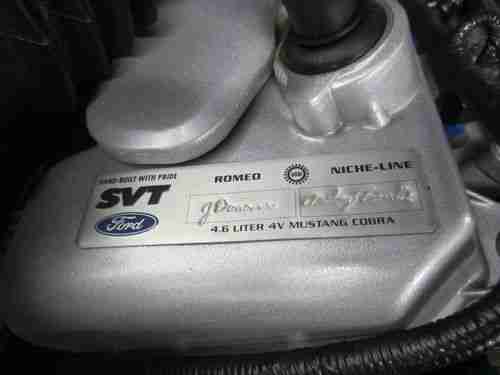 HAND-BUILT WITH PRIDE ROMEO NICHE-LINE
SVT
Ford
4.6 LITER 4V MUSTANG COBRA